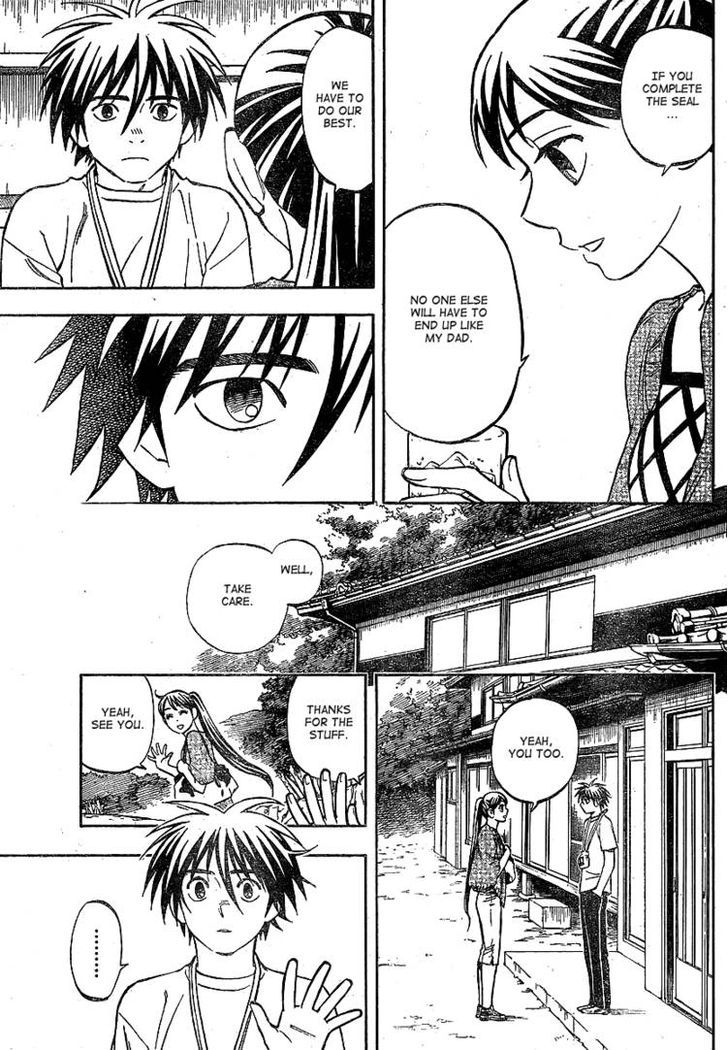 IF YOU
COMPLETE
THE SEAL
...
NO ONE ELSE
WILL HAVE TO
END UP LIKE
MY DAD.
WE
HAVE TO
DO OUR
BEST.
WELL,
TAKE
CARE.
YEAH,
YOU TOO.
THANKS
FOR THE
STUFF.
YEAH,
SEE YOU.
........